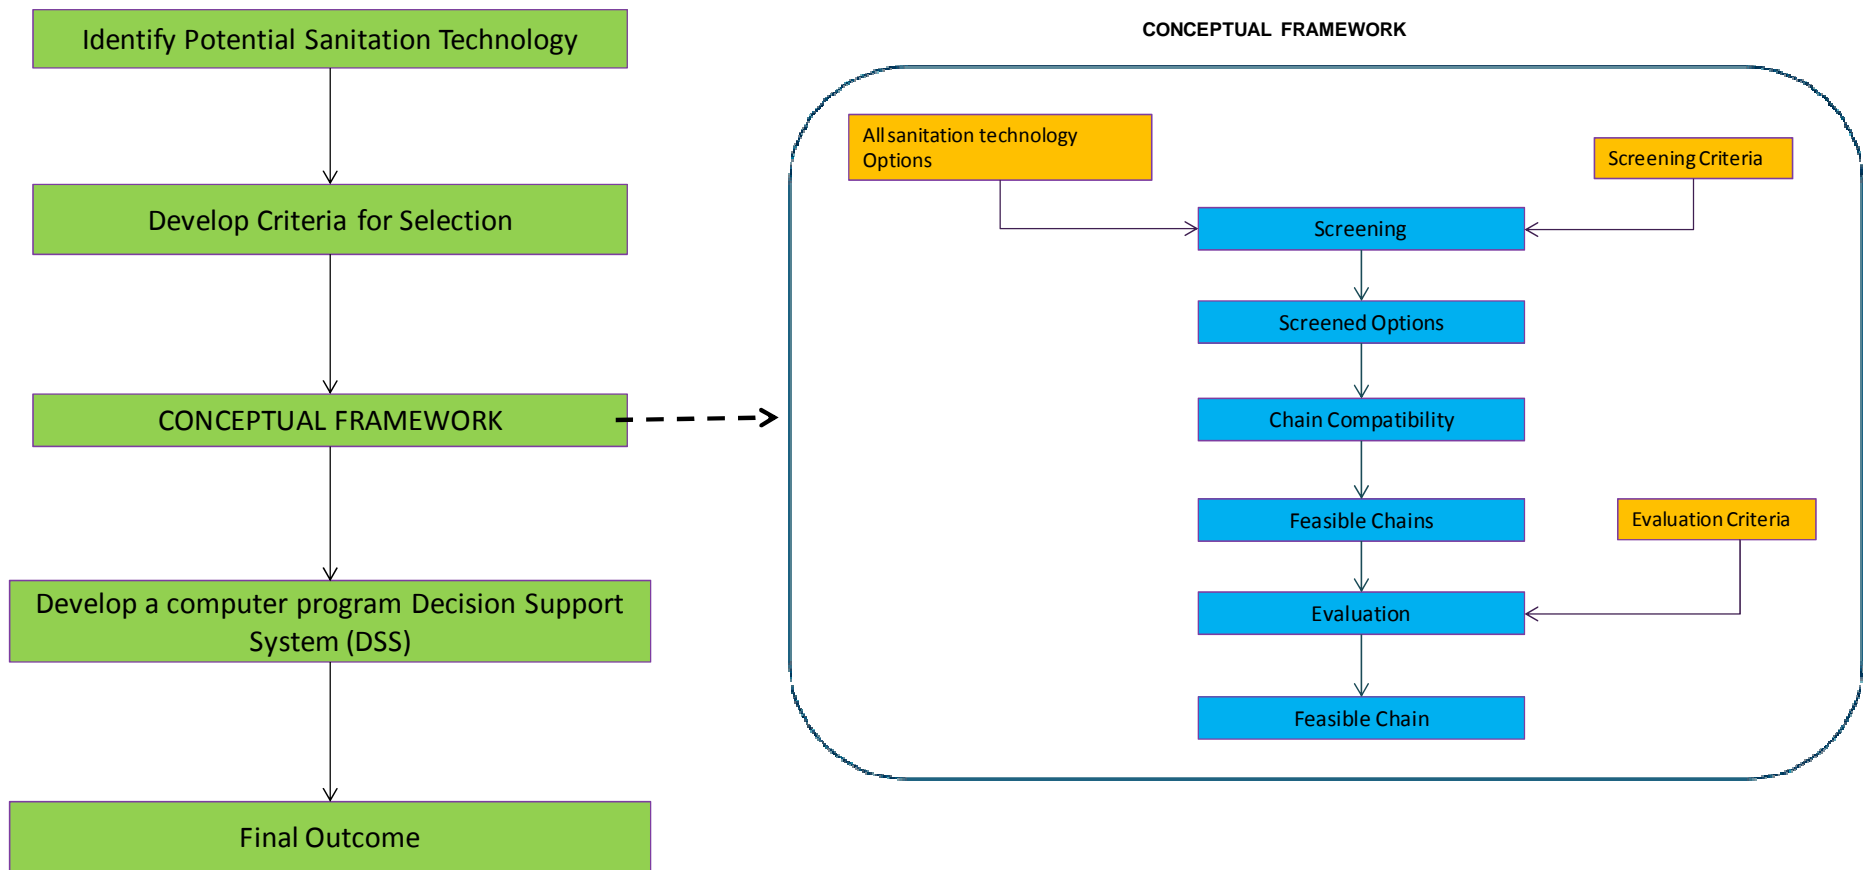 Identify Potential Sanitation Technology
Develop Criteria for Selection
CONCEPTUAL FRAMEWORK
Develop a computer program Decision Support
System (DSS)
Final Outcome
CONCEPTUAL FRAMEWORK
All sanitation technology
Options
Screening Criteria
Screening
Screened Options
Chain Compatibility
Feasible Chains
Evaluation Criteria
Evaluation
Feasible Chain